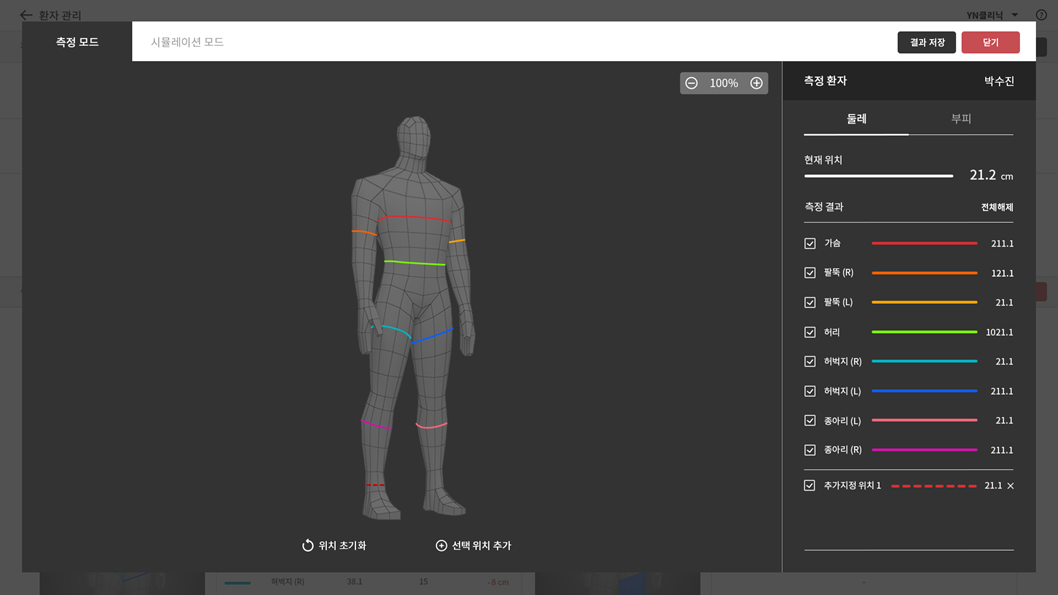 환자 관리
YN클리닉
측정 모드
시뮬레이션 모드
결과 저장
닫기
100%
측정 환자
박수진
둘레
부피
현재 위치
21.2 cm
측정 결과
전체해제
가슴 211.1
팔뚝 (R) 121.1
팔뚝 (L) 21.1
허리 1021.1
허벅지 (R) 21.1
허벅지 (L) 211.1
종아리 (L) 21.1
종아리 (R) 211.1
추가지정 위치 1 21.1
위치 초기화
선택 위치 추가
허벅지 (R) 38.1 15 - 8 cm